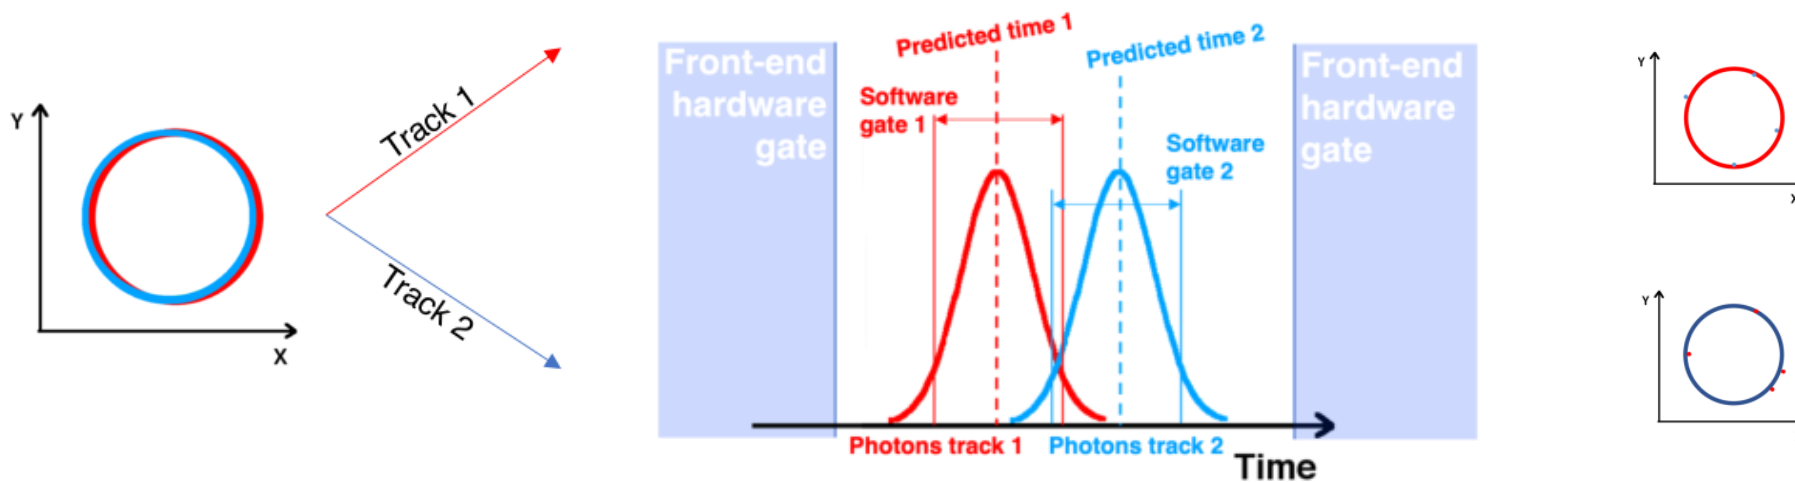 Y
X
Track 1
Track 2
Front-end
hardware
gate
Predicted time 1
Software
gate 1
Predicted time 2
Software
gate 2
Front-end
hardware
gate
Photons track 1
Photons track 2
Time
Y
X
Y